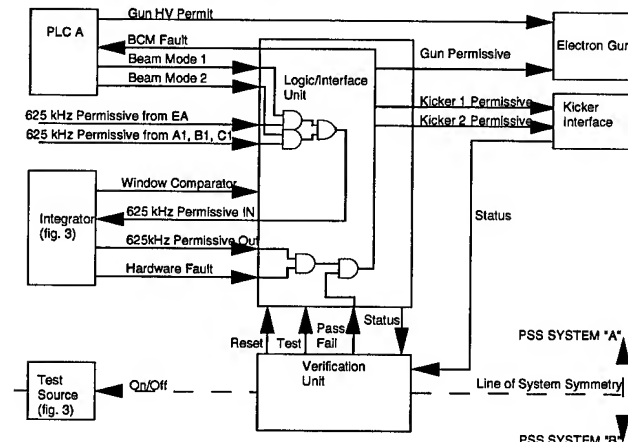 Gun HV Permit
PLC A
BCM Fault
Beam Mode 1
Beam Mode 2
Logic/Interface
Unit
Gun Permissive
Electron Gun
Kicker 1 Permissive
Kicker 2 Permissive
Kicker
Interface
625 kHz Permissive from EA
625 kHz Permissive from A1, B1, C1
Window Comparator
625 kHz Permissive IN
Integrator
(fig. 3)
625kHz Permissive Out
Hardware Fault
Status
Reset
Test
Pass
Fail
Status
Verification
Unit
PSS SYSTEM "A"
Test
Source
(fig. 3)
On/Off
Line of System Symmetry
PSS SYSTEM "B"